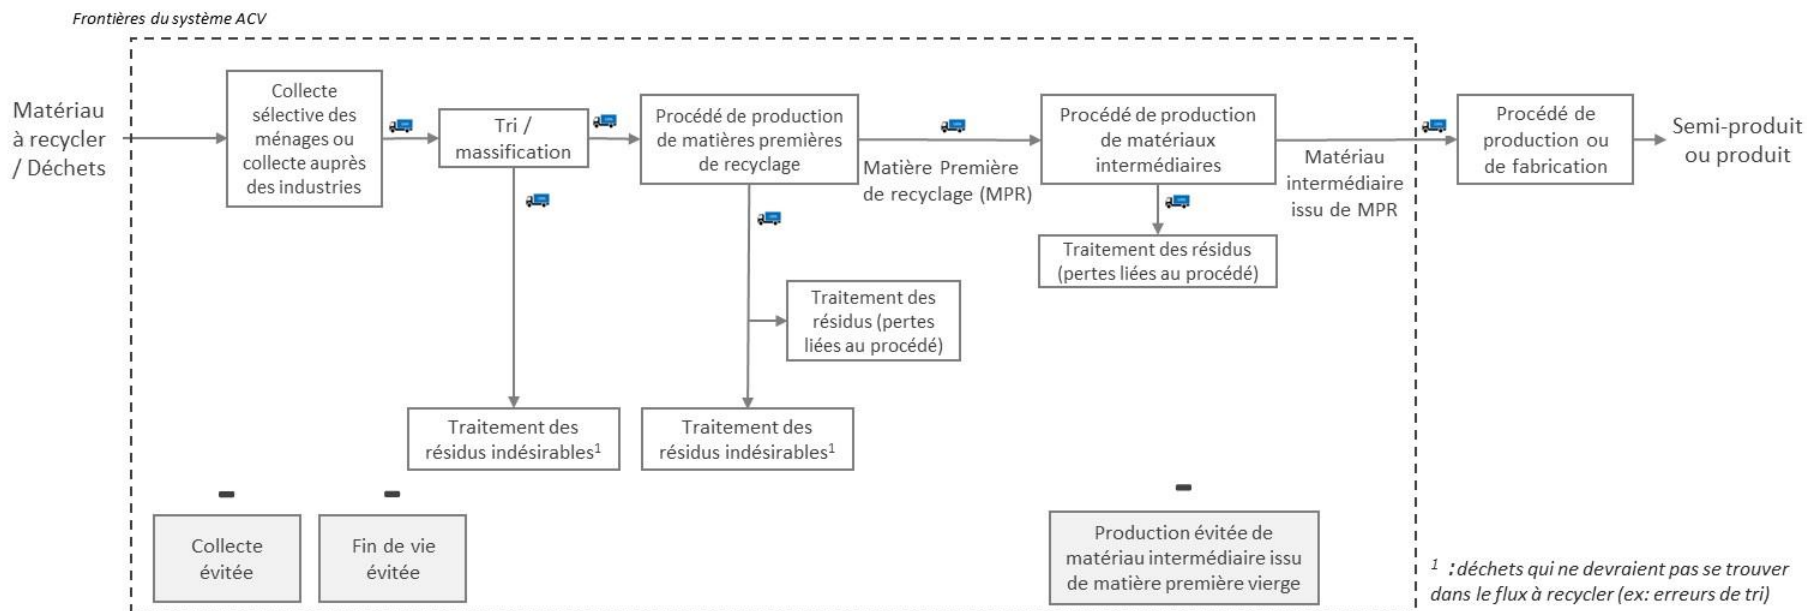 Frontières du système ACV
Matériau
à recycler
/ Déchets
Collecte
sélective des
ménages ou
collecte auprès
des industries
Tri /
massification
Procédé de production
de matières premières
de recyclage
Matière Première
de recyclage (MPR)
Procédé de production
de matériaux
intermédiaires
Matériau
intermédiaire
issu de MPR
Procédé de
production ou
de fabrication
Semi-produit
ou produit
Traitement des résidus
(pertes liées au procédé)
Traitement des
résidus (pertes
liées au procédé)
Traitement des
résidus indésirables¹
Traitement des
résidus indésirables¹
Collecte
évitée
Fin de vie
évitée
Production évitée de
matériau intermédiaire issu
de matière première vierge
¹ : déchets qui ne devraient pas se trouver
dans le flux à recycler (ex: erreurs de tri)